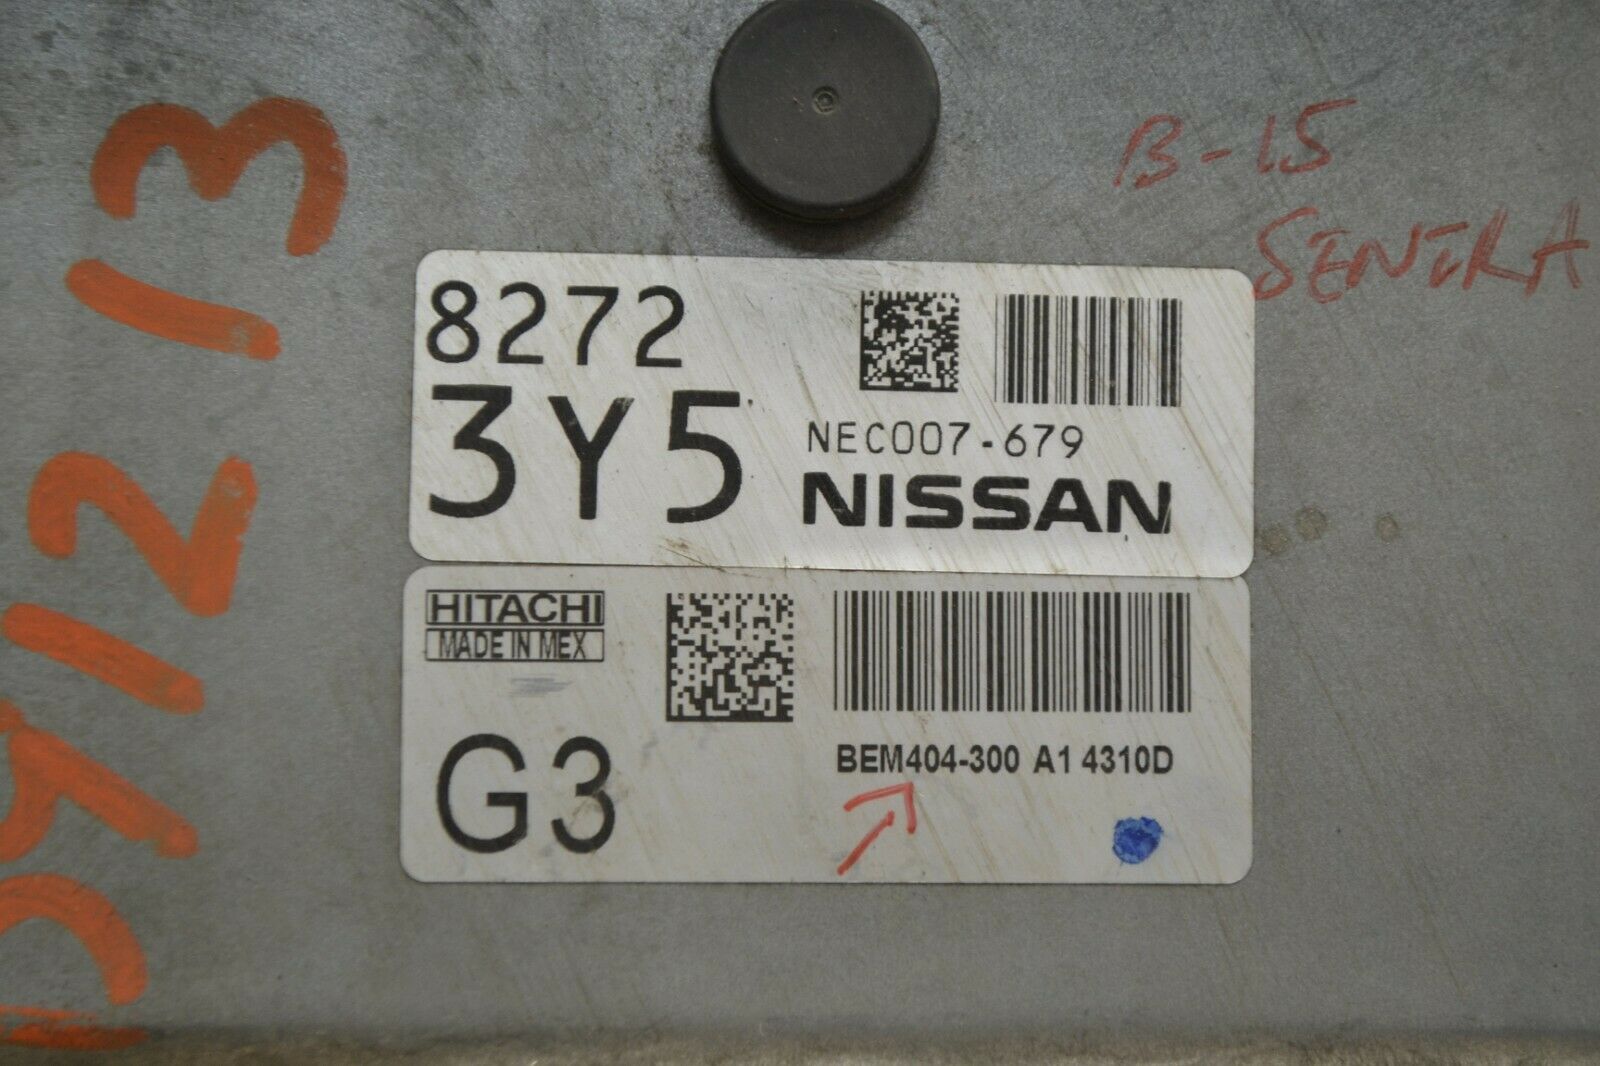 B-15
SENTRA
8272
3Y5
NEC007-679
NISSAN
HITACHI
MADE IN MEX
G3
BEM404-300 A1 4310D